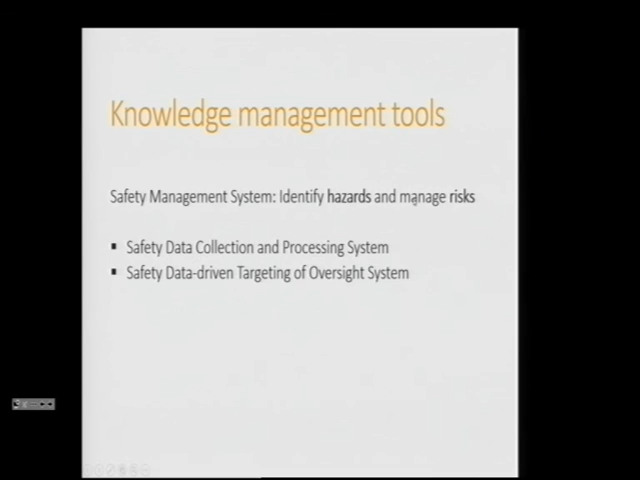 Knowledge management tools
Safety Management System: Identify hazards and manage risks
▪ Safety Data Collection and Processing System
▪ Safety Data-driven Targeting of Oversight System